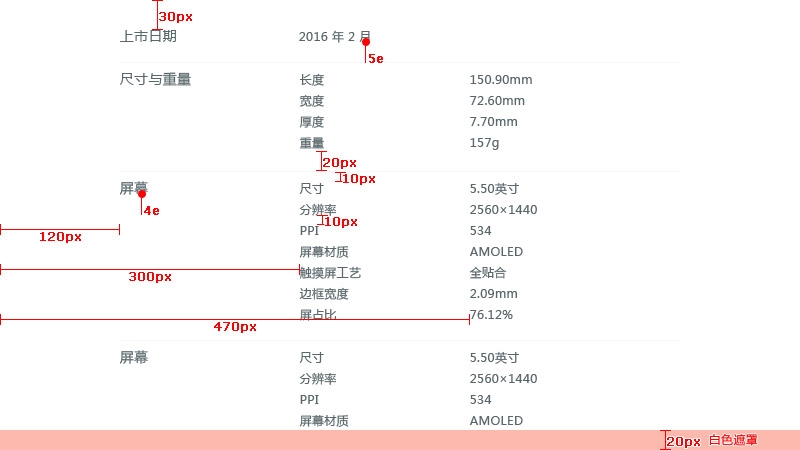 30px
上市日期 2016 年 2 月
5e
尺寸与重量 长度 150.90mm
宽度 72.60mm
厚度 7.70mm
重量 157g
20px
10px
屏幕 尺寸 5.50英寸
4e
分辨率 2560×1440
10px
PPI 534
120px
屏幕材质 AMOLED
触摸屏工艺 全贴合
300px
边框宽度 2.09mm
屏占比 76.12%
470px
屏幕 尺寸 5.50英寸
分辨率 2560×1440
PPI 534
屏幕材质 AMOLED
20px 白色遮罩